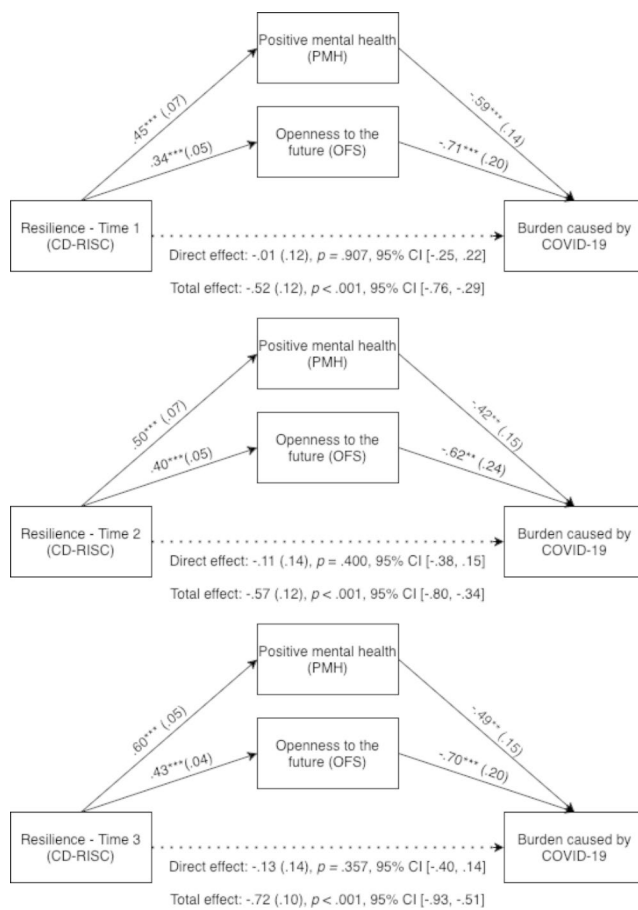 Positive mental health
(PMH)
.45*** (.07)
-.59*** (.14)
Openness to the
future (OFS)
.34***(.05)
-.71*** (.20)
Resilience - Time 1
(CD-RISC)
Burden caused by
COVID-19
Direct effect: -.01 (.12), p = .907, 95% CI [-.25, .22]
Total effect: -.52 (.12), p < .001, 95% CI [-.76, -.29]
Positive mental health
(PMH)
.50*** (.07)
-.42** (.15)
Openness to the
future (OFS)
.40***(.05)
-.62** (.24)
Resilience - Time 2
(CD-RISC)
Burden caused by
COVID-19
Direct effect: -.11 (.14), p = .400, 95% CI [-.38, .15]
Total effect: -.57 (.12), p < .001, 95% CI [-.80, -.34]
Positive mental health
(PMH)
.60*** (.05)
-.49** (.15)
Openness to the
future (OFS)
.43***(.04)
-.70*** (.20)
Resilience - Time 3
(CD-RISC)
Burden caused by
COVID-19
Direct effect: -.13 (.14), p = .357, 95% CI [-.40, .14]
Total effect: -.72 (.10), p < .001, 95% CI [-.93, -.51]